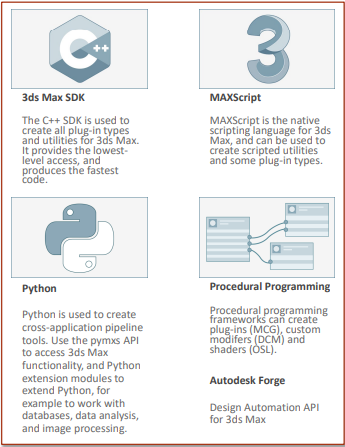 C++
3ds Max SDK
The C++ SDK is used to
create all plug-in types
and utilities for 3ds Max.
It provides the lowest-
level access, and
produces the fastest
code.
3
MAXScript
MAXScript is the native
scripting language for 3ds
Max, and can be used to
create scripted utilities
and some plug-in types.
Python
Python is used to create
cross-application pipeline
tools. Use the pymxs API
to access 3ds Max
functionality, and Python
extension modules to
extend Python, for
example to work with
databases, data analysis,
and image processing.
Procedural Programming
Procedural programming
frameworks can create
plug-ins (MCG), custom
modifers (DCM) and
shaders (OSL).
Autodesk Forge
Design Automation API
for 3ds Max